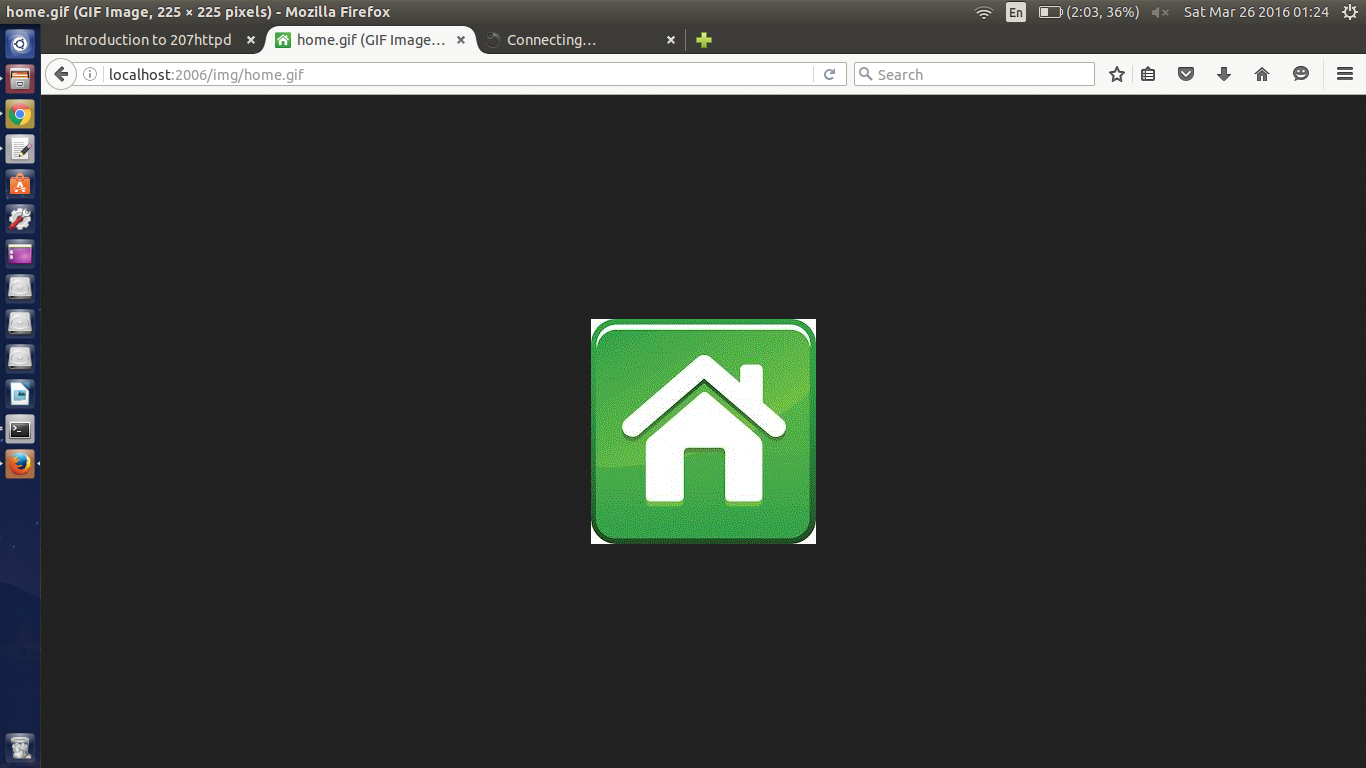 home.gif (GIF Image, 225 × 225 pixels) - Mozilla Firefox
En
(2:03, 36%)
Sat Mar 26 2016 01:24
Introduction to 207httpd
home.gif (GIF Image...
Connecting…
localhost:2006/img/home.gif
Search